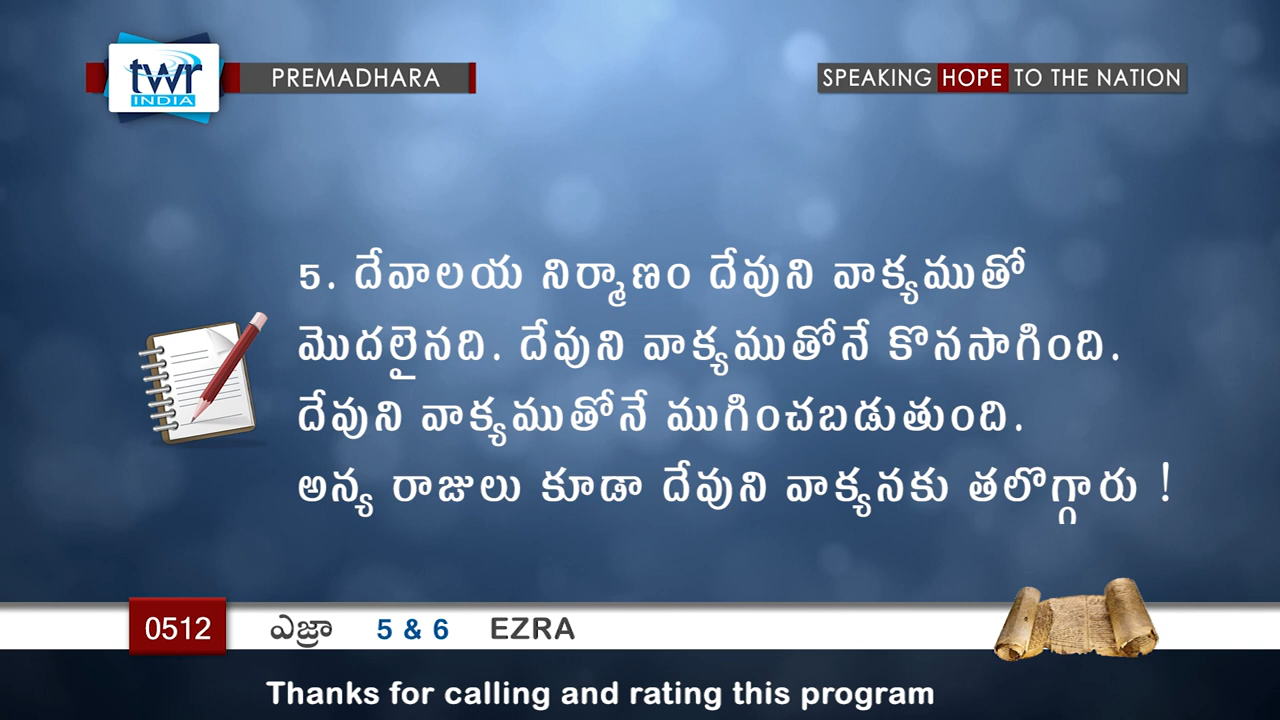 twr
INDIA
PREMADHARA
SPEAKING HOPE TO THE NATION
5. దేవాలయ నిర్మాణం దేవుని వాక్యముతో
మొదలైనది. దేవుని వాక్యముతోనే కొనసాగింది.
దేవుని వాక్యముతోనే ముగించబడుతుంది.
అన్య రాజులు కూడా దేవుని వాక్యనకు తలొగ్గారు !
0512 ఎజ్రా 5 & 6 EZRA
Thanks for calling and rating this program